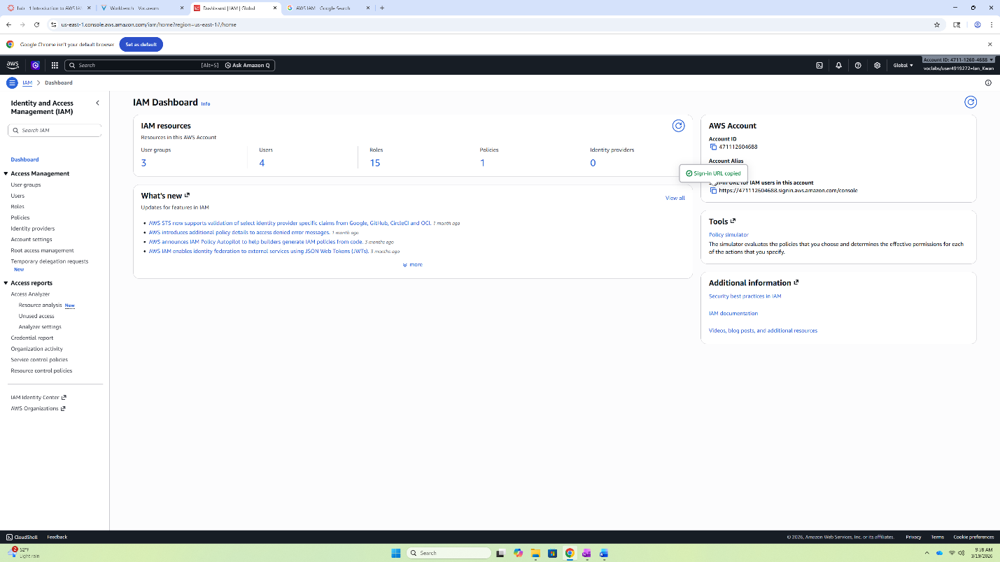 Lab - 1 Introduction to AWS IAM
Workbench - Vocareum
Dashboard | IAM | Global
AWS IAM - Google Search
us-east-1.console.aws.amazon.com/iam/home?region=us-east-1#/home
Google Chrome isn't your default browser
Set as default
aws
Search
[Alt+S]
Ask Amazon Q
Global
Account ID: 4711-1260-4688
voclabs/user4919272=Ian_Kwan
IAM
Dashboard
Identity and Access
Management (IAM)
Search IAM
Dashboard
Access Management
User groups
Users
Roles
Policies
Identity providers
Account settings
Root access management
Temporary delegation requests
New
Access reports
Access Analyzer
Resource analysis New
Unused access
Analyzer settings
Credential report
Organization activity
Service control policies
Resource control policies
IAM Identity Center
AWS Organizations
IAM Dashboard Info
IAM resources
Resources in this AWS Account
User groups
3
Users
4
Roles
15
Policies
1
Identity providers
0
What's new
View all
Updates for features in IAM
AWS STS now supports validation of select identity provider specific claims from Google, GitHub, CircleCI and OCI. 1 month ago
AWS introduces additional policy details to access denied error messages. 1 month ago
AWS announces IAM Policy Autopilot to help builders generate IAM policies from code. 3 months ago
AWS IAM enables identity federation to external services using JSON Web Tokens (JWTs). 3 months ago
more
AWS Account
Account ID
471112604688
Account Alias
Sign-in URL copied
Sign-in URL for IAM users in this account
https://471112604688.signin.aws.amazon.com/console
Tools
Policy simulator
The simulator evaluates the policies that you choose and determines the effective permissions for each
of the actions that you specify.
Additional information
Security best practices in IAM
IAM documentation
Videos, blog posts, and additional resources
CloudShell
Feedback
© 2026, Amazon Web Services, Inc. or its affiliates.
Privacy
Terms
Cookie preferences
2
52°F
Light rain
Search
9:58 AM
3/19/2026